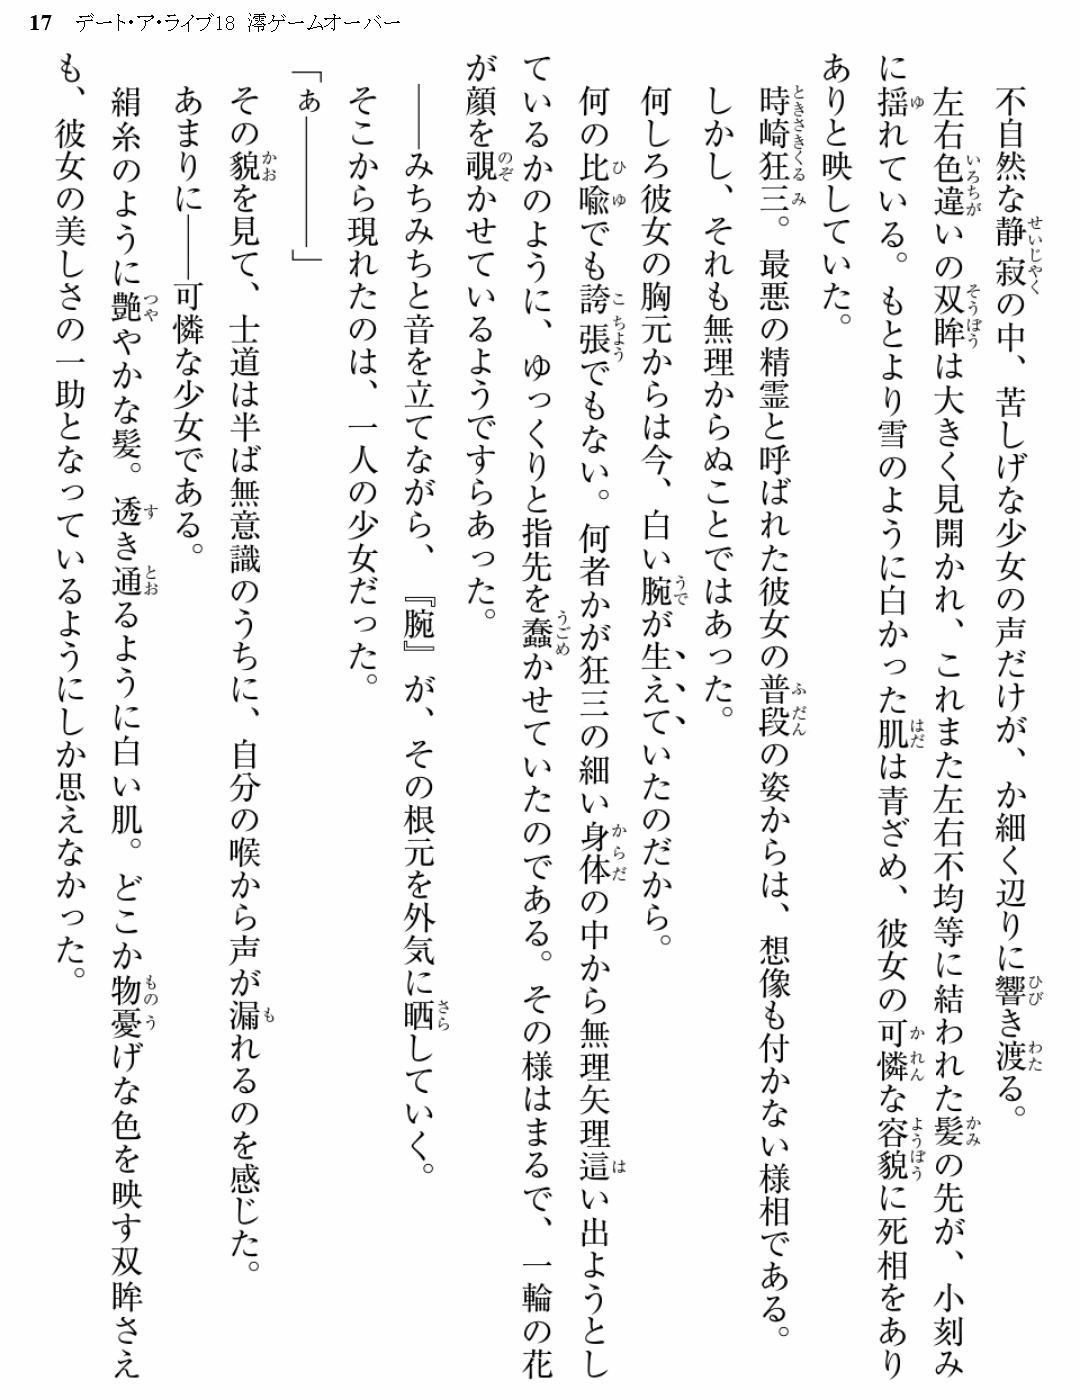 17 デート・ア・ライブ18 澪ゲームオーバー
不自然な静寂の中、苦しげな少女の声だけが、か細く辺りに響き渡る。
左右色違いの双眸は大きく見開かれ、これまた左右不均等に結われた髪の先が、小刻み
に揺れている。もとより雪のように白かった肌は青ざめ、彼女の可憐な容貌に死相をあり
ありと映していた。
時崎狂三。最悪の精霊と呼ばれた彼女の普段の姿からは、想像も付かない様相である。
しかし、それも無理からぬことではあった。
何しろ彼女の胸元からは今、白い腕が生えていたのだから。
何の比喩でも誇張でもない。何者かが狂三の細い身体の中から無理矢理這い出ようとし
ているかのように、ゆっくりと指先を蠢かせていたのである。その様はまるで、一輪の花
が顔を覗かせているようですらあった。
――みちみちと音を立てながら、『腕』が、その根元を外気に晒していく。
そこから現れたのは、一人の少女だった。
「ぁ――――」
その貌を見て、士道は半ば無意識のうちに、自分の喉から声が漏れるのを感じた。
あまりに――可憐な少女である。
絹糸のように艶やかな髪。透き通るように白い肌。どこか物憂げな色を映す双眸さえ
も、彼女の美しさの一助となっているようにしか思えなかった。